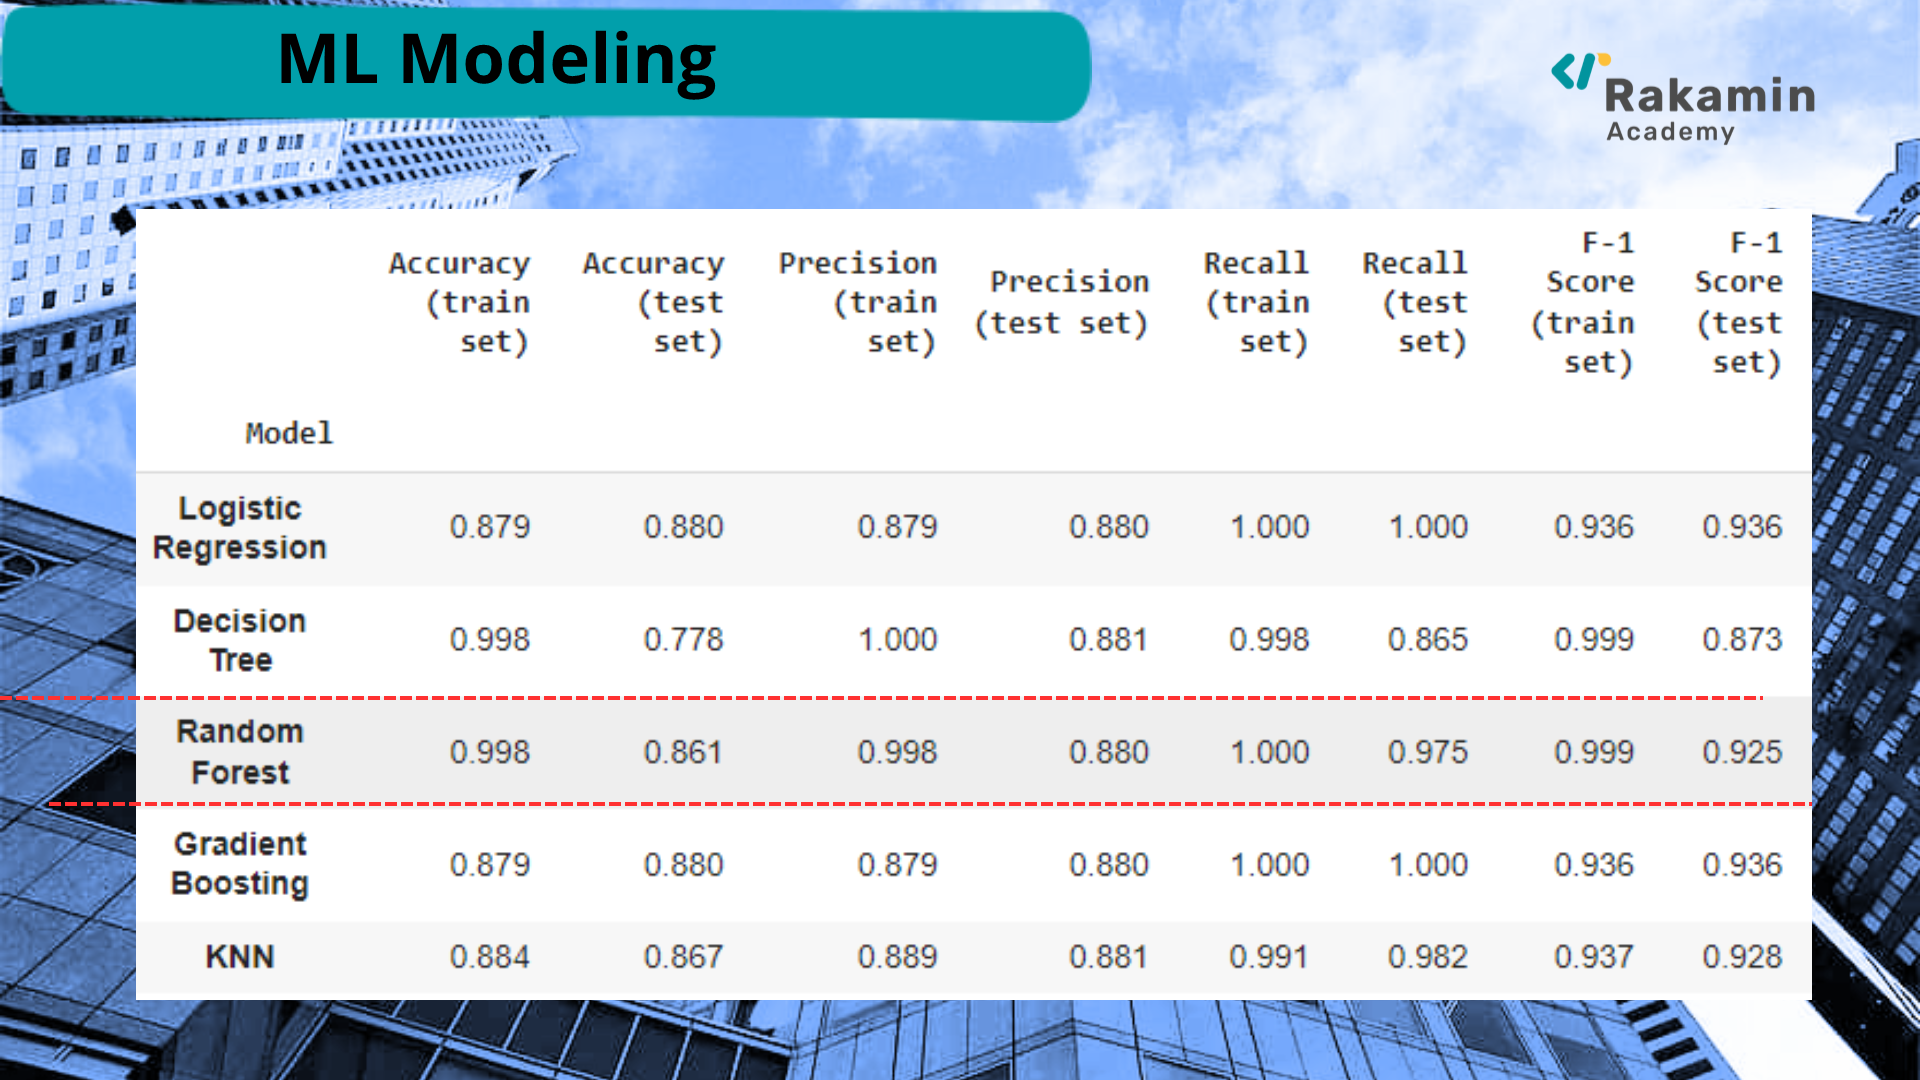 ML Modeling
Rakamin
Academy
Accuracy (train set) Accuracy (test set) Precision (train set) Precision (test set) Recall (train set) Recall (test set) F-1 Score (train set) F-1 Score (test set)
Model
Logistic Regression 0.879 0.880 0.879 0.880 1.000 1.000 0.936 0.936
Decision Tree 0.998 0.778 1.000 0.881 0.998 0.865 0.999 0.873
Random Forest 0.998 0.861 0.998 0.880 1.000 0.975 0.999 0.925
Gradient Boosting 0.879 0.880 0.879 0.880 1.000 1.000 0.936 0.936
KNN 0.884 0.867 0.889 0.881 0.991 0.982 0.937 0.928